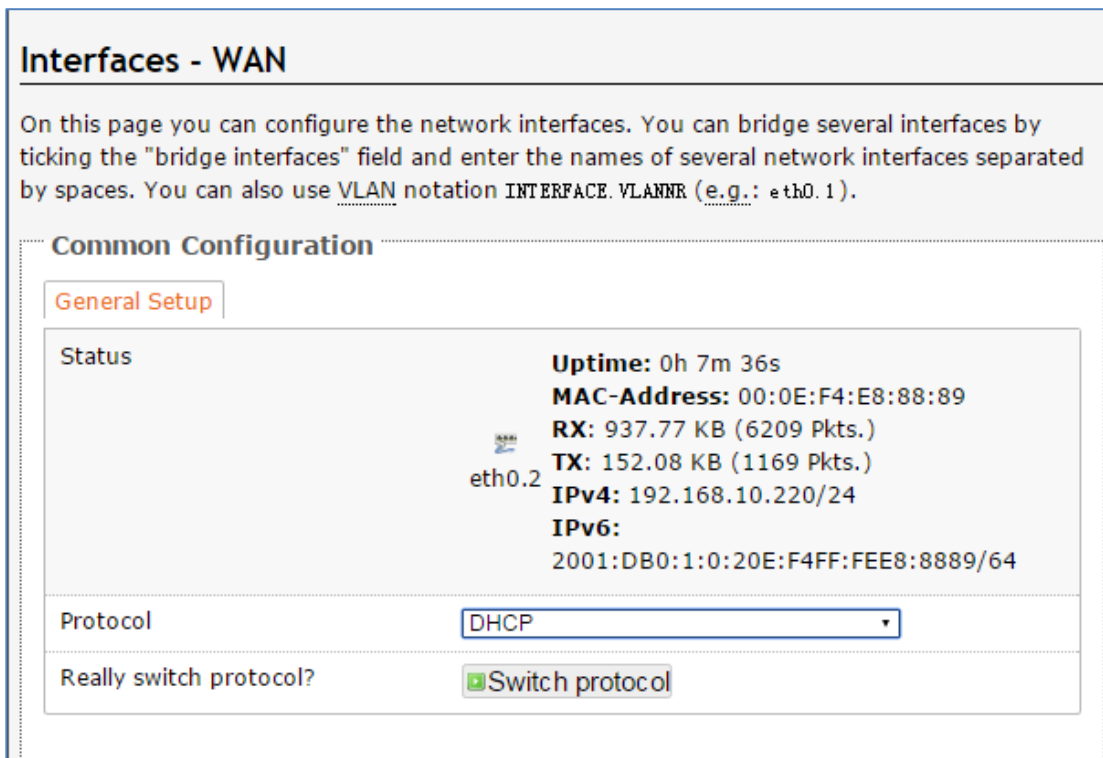 Interfaces - WAN
On this page you can configure the network interfaces. You can bridge several interfaces by
ticking the "bridge interfaces" field and enter the names of several network interfaces separated
by spaces. You can also use VLAN notation INTERFACE.VLANNR (e.g.: eth0.1).
Common Configuration
General Setup
Status
eth0.2
Uptime: 0h 7m 36s
MAC-Address: 00:0E:F4:E8:88:89
RX: 937.77 KB (6209 Pkts.)
TX: 152.08 KB (1169 Pkts.)
IPv4: 192.168.10.220/24
IPv6:
2001:DB0:1:0:20E:F4FF:FEE8:8889/64
Protocol
DHCP
Really switch protocol?
Switch protocol